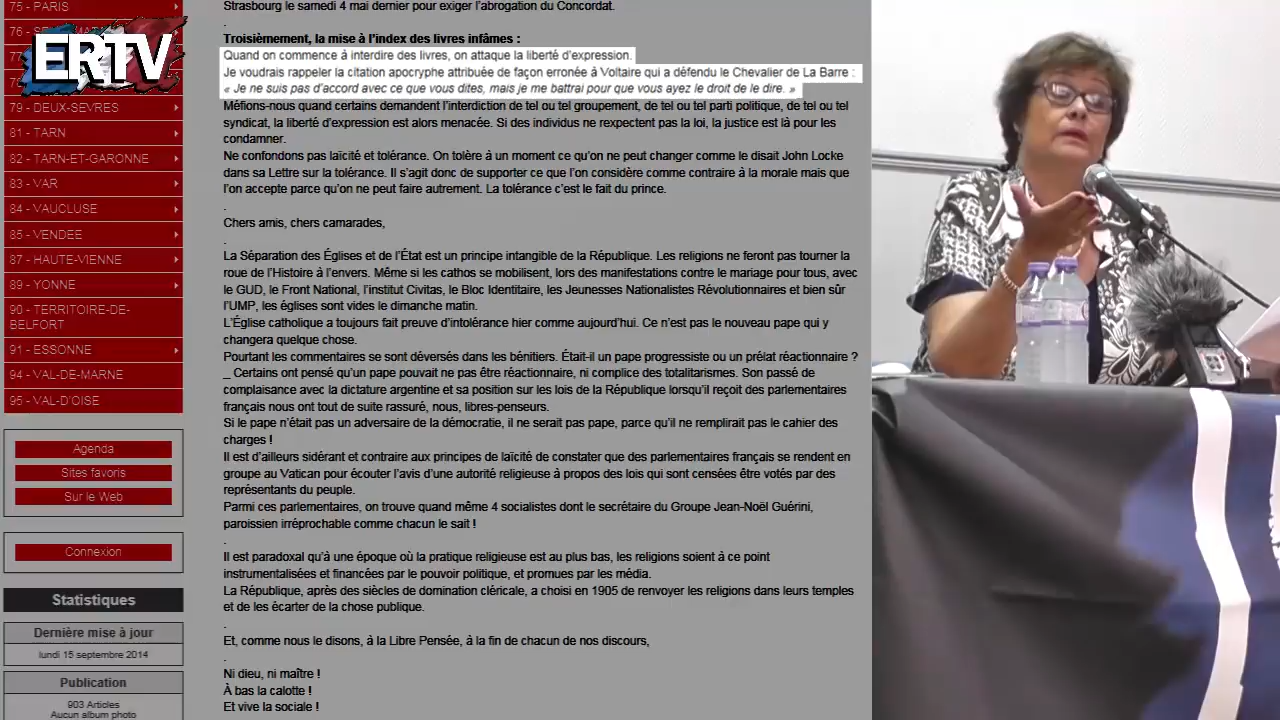 ERTV
75 - PARIS
76 -
79 - DEUX-SEVRES
81 - TARN
82 - TARN-ET-GARONNE
83 - VAR
84 - VAUCLUSE
85 - VENDEE
87 - HAUTE-VIENNE
89 - YONNE
90 - TERRITOIRE-DE-
BELFORT
91 - ESSONNE
94 - VAL-DE-MARNE
95 - VAL-D'OISE
Agenda
Sites favoris
Sur le Web
Connexion
Statistiques
Dernière mise à jour
lundi 15 septembre 2014
Publication
903 Articles
Aucun album photo
Strasbourg le samedi 4 mai dernier pour exiger l'abrogation du Concordat.
.
Troisièmement, la mise à l'index des livres infâmes :
Quand on commence à interdire des livres, on attaque la liberté d'expression.
Je voudrais rappeler la citation apocryphe attribuée de façon erronée à Voltaire qui a défendu le Chevalier de La Barre :
« Je ne suis pas d'accord avec ce que vous dites, mais je me battrai pour que vous ayez le droit de le dire. »
Méfions-nous quand certains demandent l'interdiction de tel ou tel groupement, de tel ou tel parti politique, de tel ou tel
syndicat, la liberté d'expression est alors menacée. Si des individus ne rexpectent pas la loi, la justice est là pour les
condamner.
Ne confondons pas laïcité et tolérance. On tolère à un moment ce qu'on ne peut changer comme le disait John Locke
dans sa Lettre sur la tolérance. Il s'agit donc de supporter ce que l'on considère comme contraire à la morale mais que
l'on accepte parce qu'on ne peut faire autrement. La tolérance c'est le fait du prince.
.
Chers amis, chers camarades,
.
La Séparation des Églises et de l'État est un principe intangible de la République. Les religions ne feront pas tourner la
roue de l'Histoire à l'envers. Même si les cathos se mobilisent, lors des manifestations contre le mariage pour tous, avec
le GUD, le Front National, l'institut Civitas, le Bloc Identitaire, les Jeunesses Nationalistes Révolutionnaires et bien sûr
l'UMP, les églises sont vides le dimanche matin.
L'Église catholique a toujours fait preuve d'intolérance hier comme aujourd'hui. Ce n'est pas le nouveau pape qui y
changera quelque chose.
Pourtant les commentaires se sont déversés dans les bénitiers. Était-il un pape progressiste ou un prélat réactionnaire ?
_ Certains ont pensé qu'un pape pouvait ne pas être réactionnaire, ni complice des totalitarismes. Son passé de
complaisance avec la dictature argentine et sa position sur les lois de la République lorsqu'il reçoit des parlementaires
français nous ont tout de suite rassuré, nous, libres-penseurs.
Si le pape n'était pas un adversaire de la démocratie, il ne serait pas pape, parce qu'il ne remplirait pas le cahier des
charges !
Il est d'ailleurs sidérant et contraire aux principes de laïcité de constater que des parlementaires français se rendent en
groupe au Vatican pour écouter l'avis d'une autorité religieuse à propos des lois qui sont censées être votés par des
représentants du peuple.
Parmi ces parlementaires, on trouve quand même 4 socialistes dont le secrétaire du Groupe Jean-Noël Guérini,
paroissien irréprochable comme chacun le sait !
.
Il est paradoxal qu'à une époque où la pratique religieuse est au plus bas, les religions soient à ce point
instrumentalisées et financées par le pouvoir politique, et promues par les média.
La République, après des siècles de domination cléricale, a choisi en 1905 de renvoyer les religions dans leurs temples
et de les écarter de la chose publique.
.
Et, comme nous le disons, à la Libre Pensée, à la fin de chacun de nos discours,
.
Ni dieu, ni maître !
À bas la calotte !
Et vive la sociale !